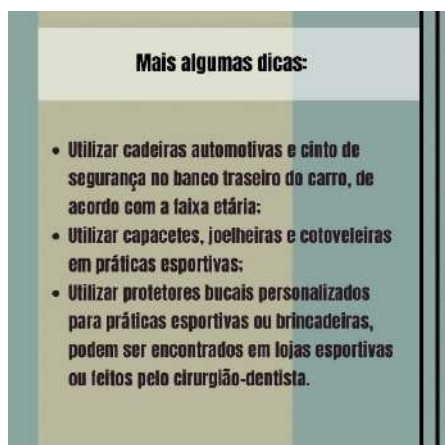 Mais algumas dicas:
• Utilizar cadeiras automotivas e cinto de
segurança no banco traseiro do carro, de
acordo com a faixa etária;
• Utilizar capacetes, joelheiras e cotoveleiras
em práticas esportivas;
• Utilizar protetores bucais personalizados
para práticas esportivas ou brincadeiras,
podem ser encontrados em lojas esportivas
ou feitos pelo cirurgião-dentista.